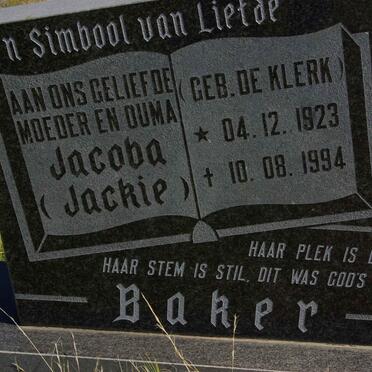 'n Simbool van Liefde
AAN ONS GELIEFDE
MOEDER EN OUMA
Jacoba
(Jackie)
(GEB. DE KLERK)
★ 04. 12. 1923
✝ 10. 08. 1994
HAAR PLEK IS
HAAR STEM IS STIL, DIT WAS GOD'S
Baker